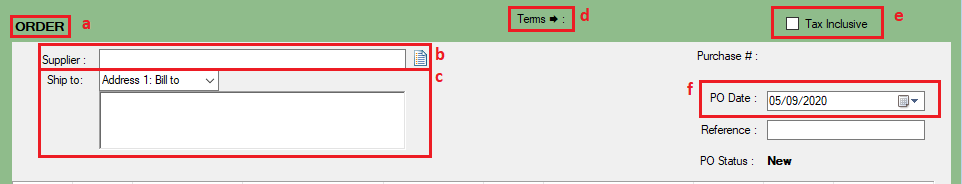 ORDER a
Terms ➡ : d
Tax Inclusive e
Supplier : b
Purchase # :
Ship to: Address 1: Bill to c
f PO Date : 05/09/2020
Reference :
PO Status : New